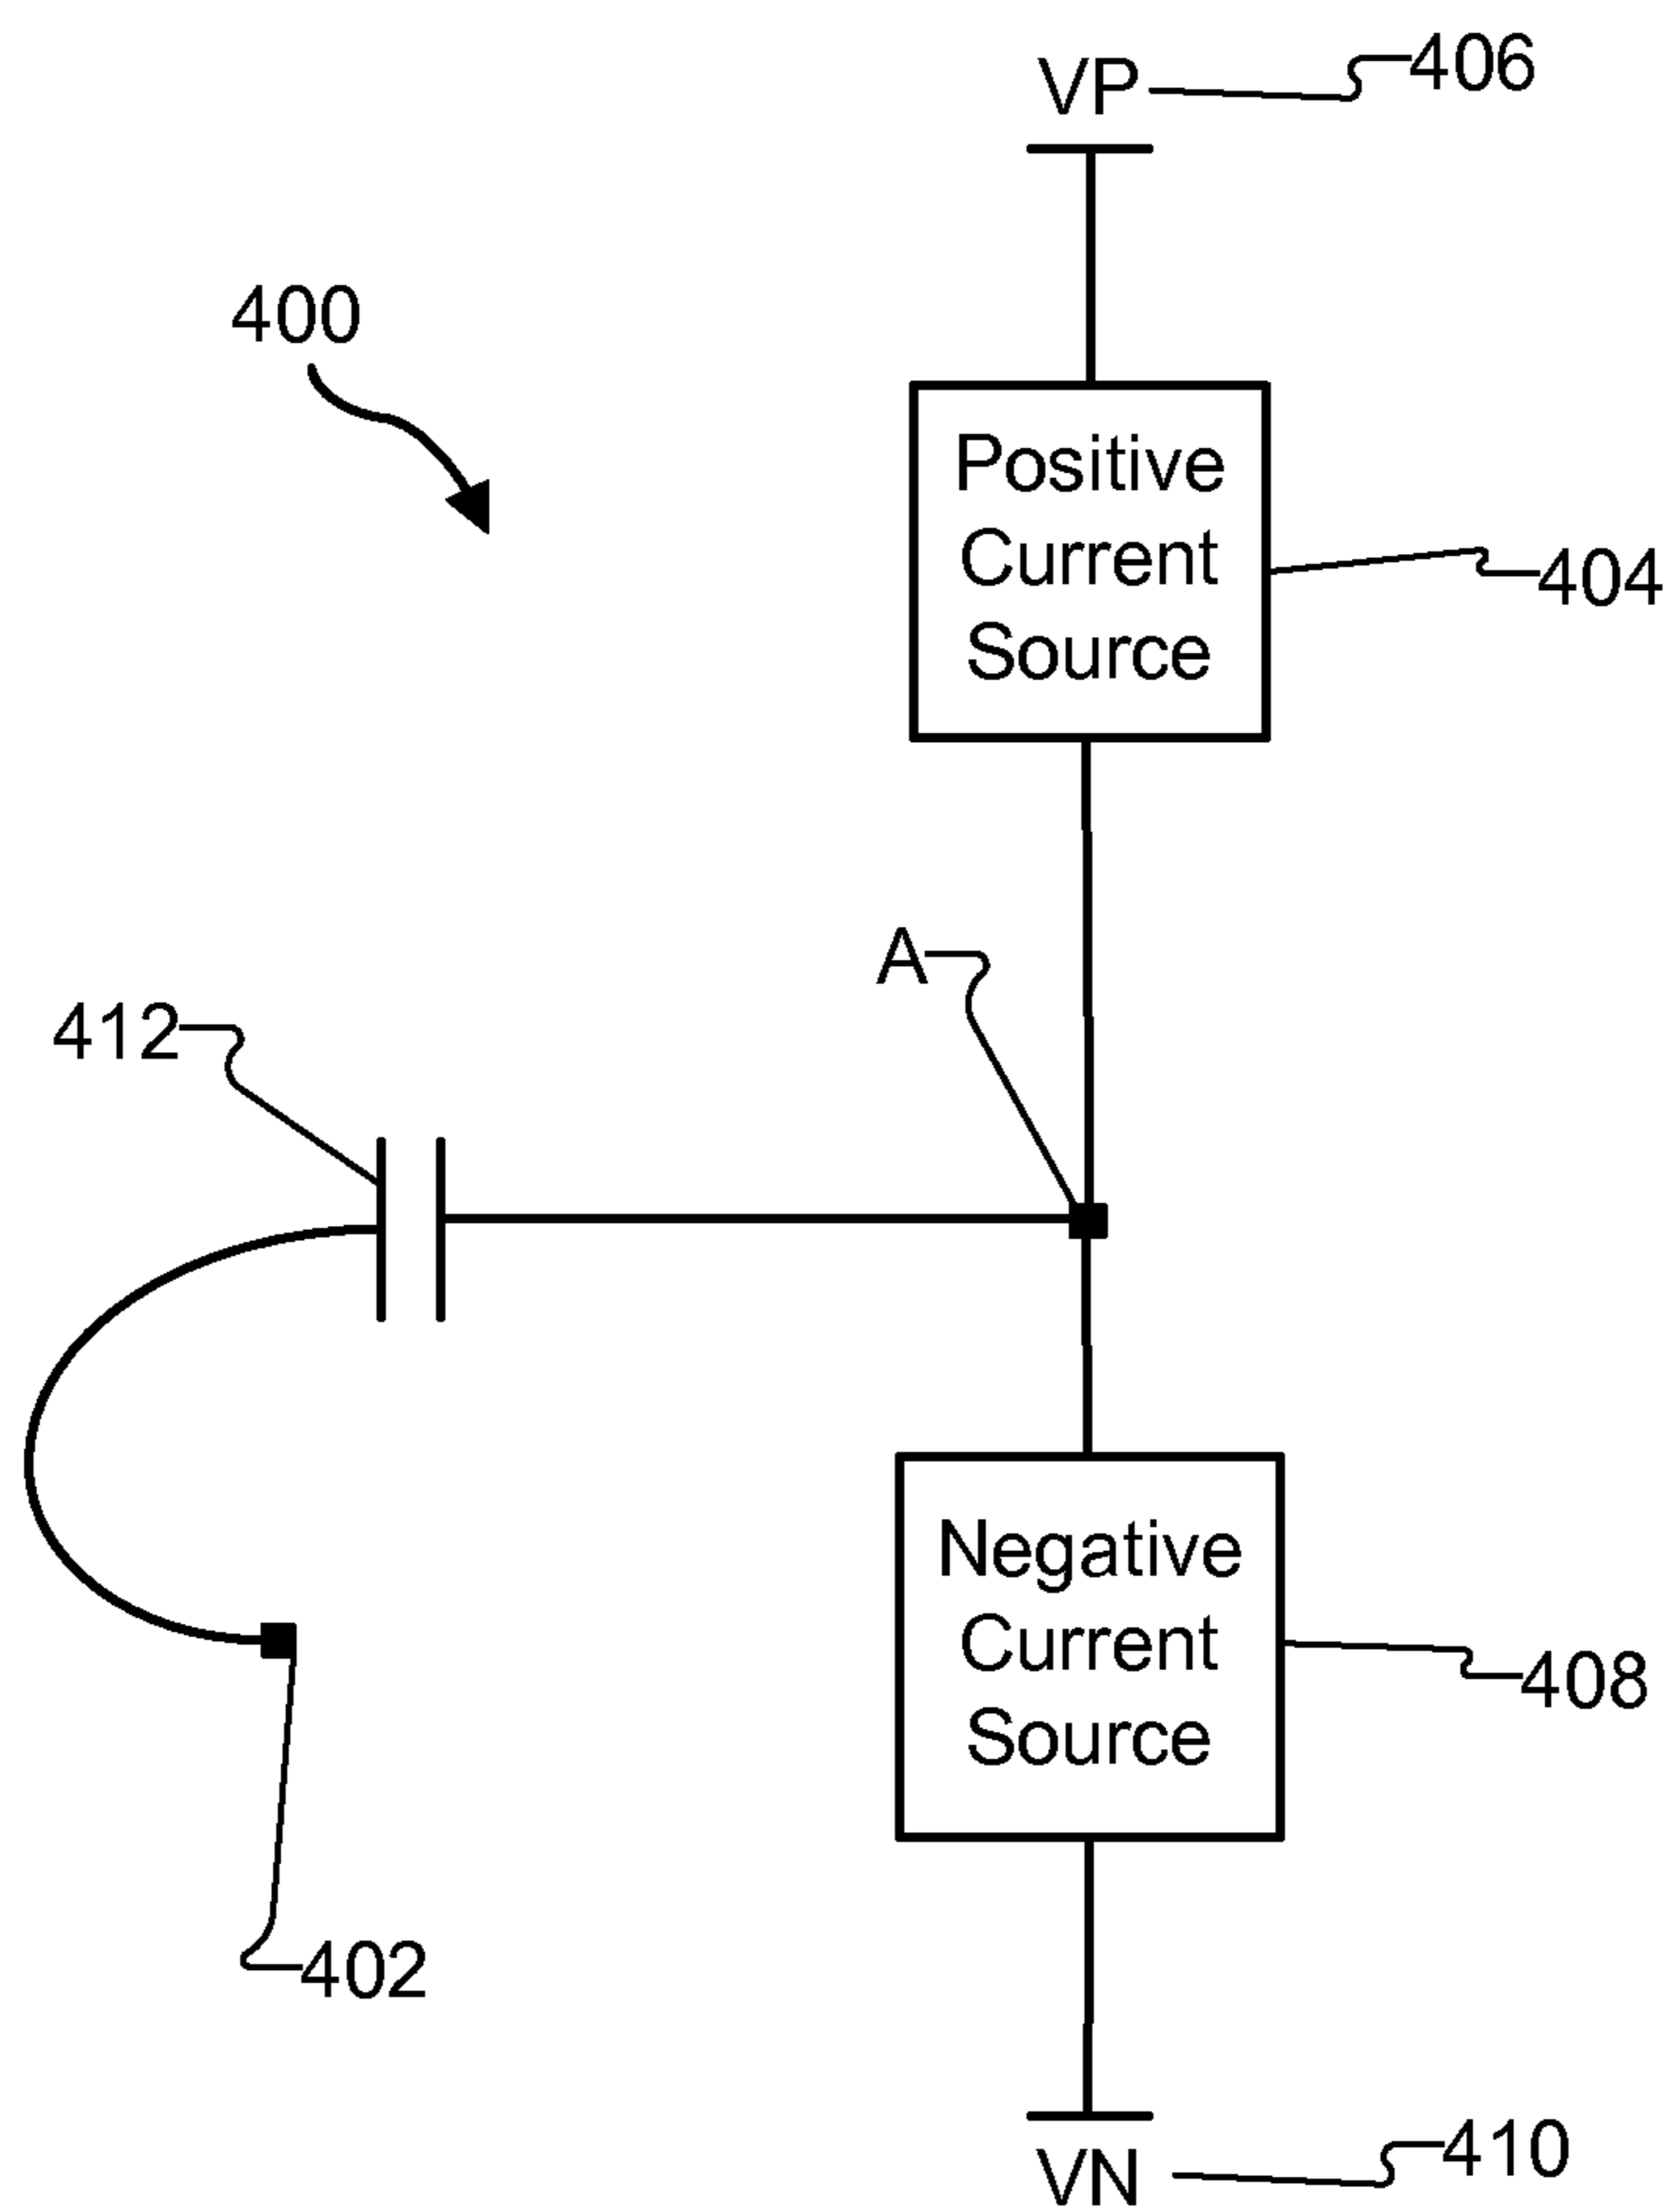 VP
406
400
Positive
Current
Source
404
A
412
Negative
Current
Source
408
402
410
VN